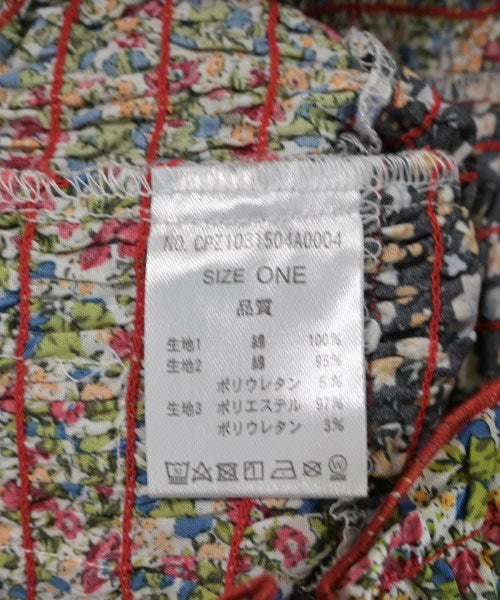 NO. CPZ1031504A0004
SIZE ONE
品質
生地1 綿 100%
生地2 綿 95%
ポリウレタン 5%
生地3 ポリエステル 97%
ポリウレタン 3%